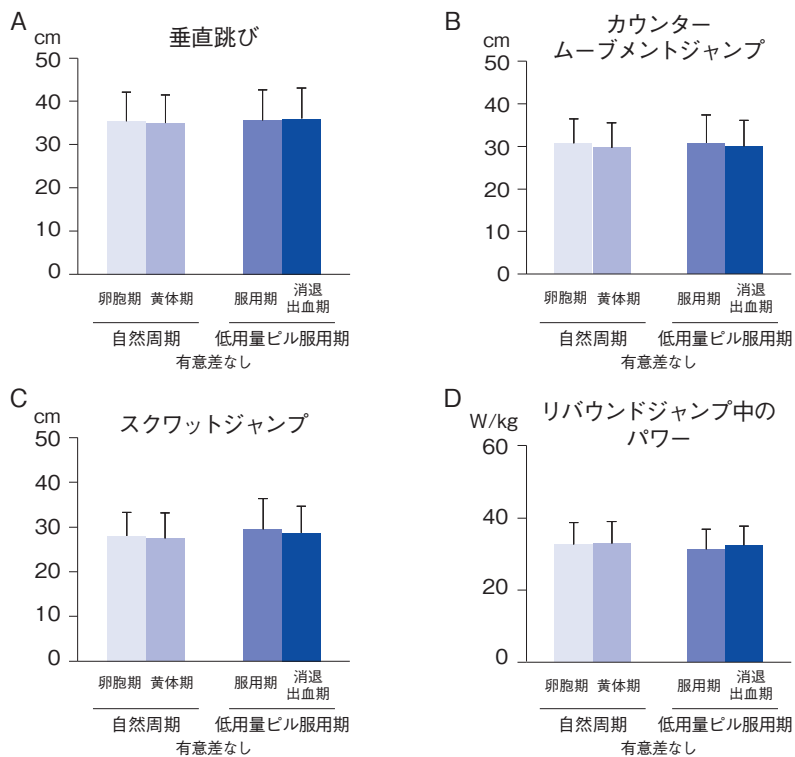 A
垂直跳び
cm
50
40
30
20
10
0
卵胞期 黄体期 服用期 消退
出血期
自然周期 低用量ピル服用期
有意差なし
B
カウンター
ムーブメントジャンプ
cm
50
40
30
20
10
0
卵胞期 黄体期 服用期 消退
出血期
自然周期 低用量ピル服用期
有意差なし
C
スクワットジャンプ
cm
50
40
30
20
10
0
卵胞期 黄体期 服用期 消退
出血期
自然周期 低用量ピル服用期
有意差なし
D
リバウンドジャンプ中の
パワー
W/kg
60
40
20
0
卵胞期 黄体期 服用期 消退
出血期
自然周期 低用量ピル服用期
有意差なし